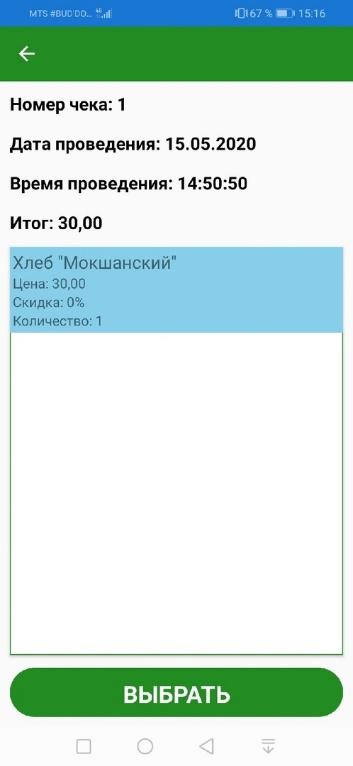 MTS #BUD'DO... 4G 67 % 15:16
Номер чека: 1
Дата проведения: 15.05.2020
Время проведения: 14:50:50
Итог: 30,00
Хлеб "Мокшанский"
Цена: 30,00
Скидка: 0%
Количество: 1
ВЫБРАТЬ